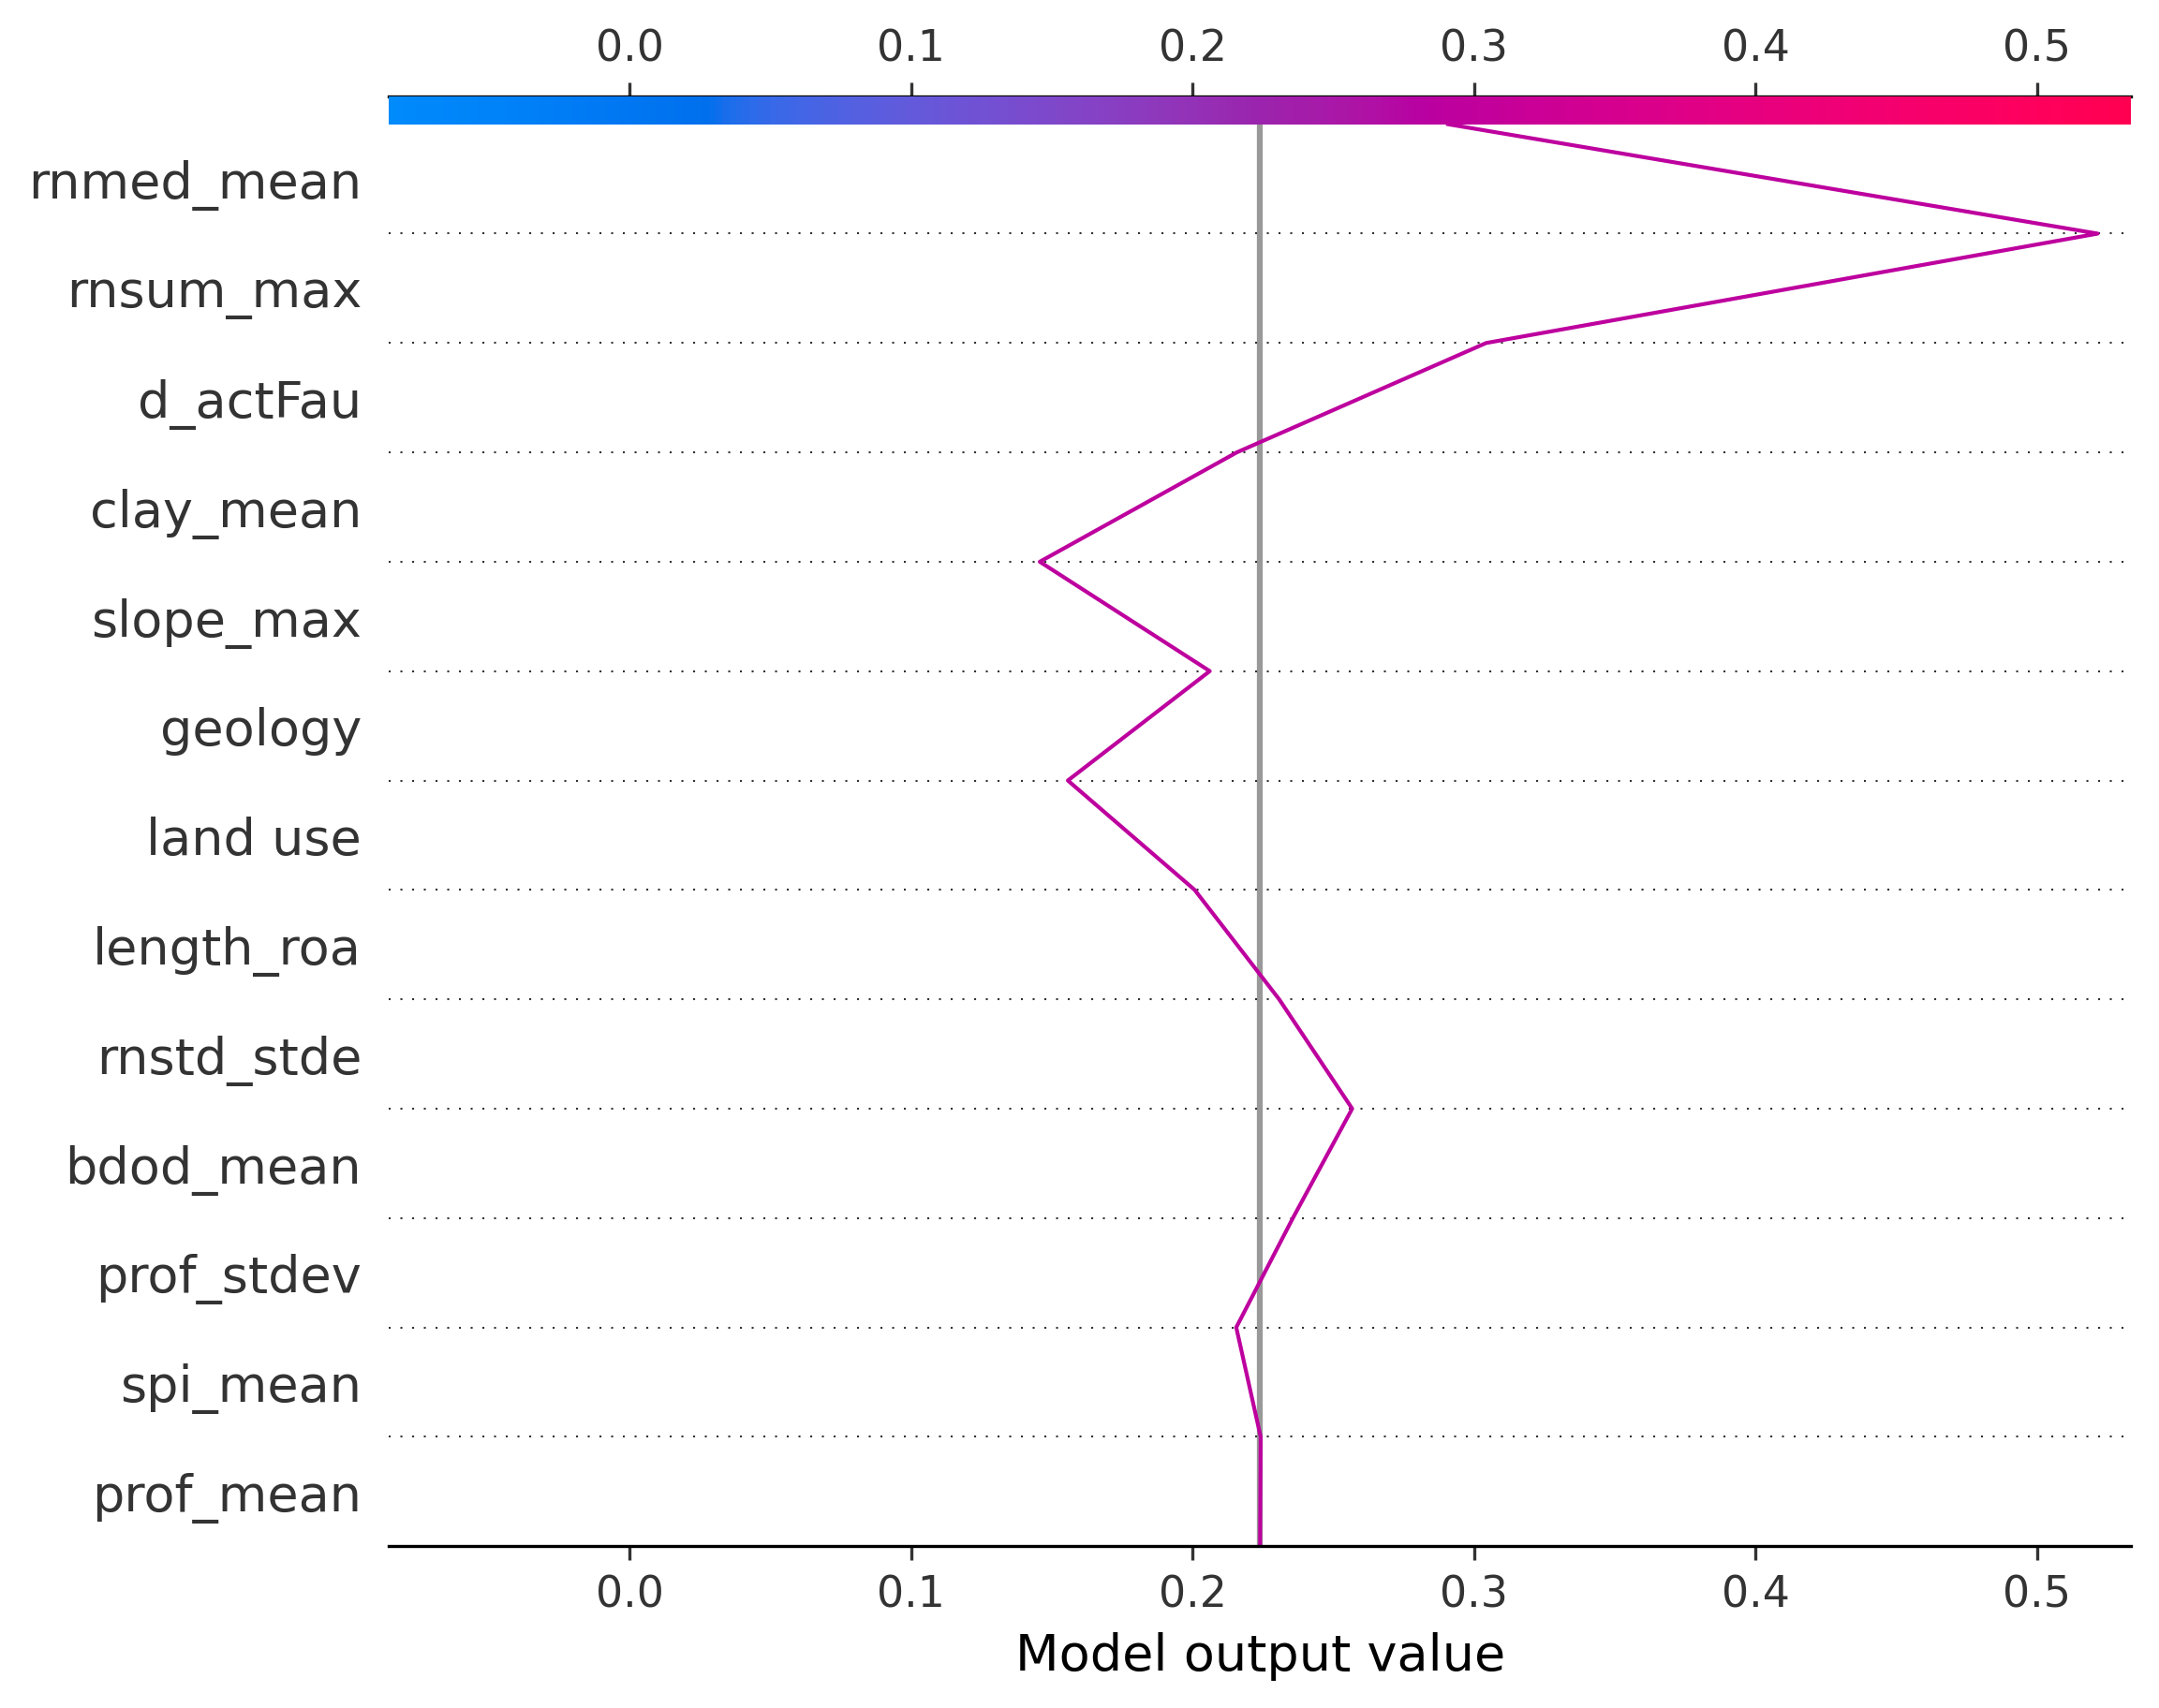 0.0 0.1 0.2 0.3 0.4 0.5
rnmed_mean
rnsum_max
d_actFau
clay_mean
slope_max
geology
land use
length_roa
rnstd_stde
bdod_mean
prof_stdev
spi_mean
prof_mean
0.0 0.1 0.2 0.3 0.4 0.5
Model output value